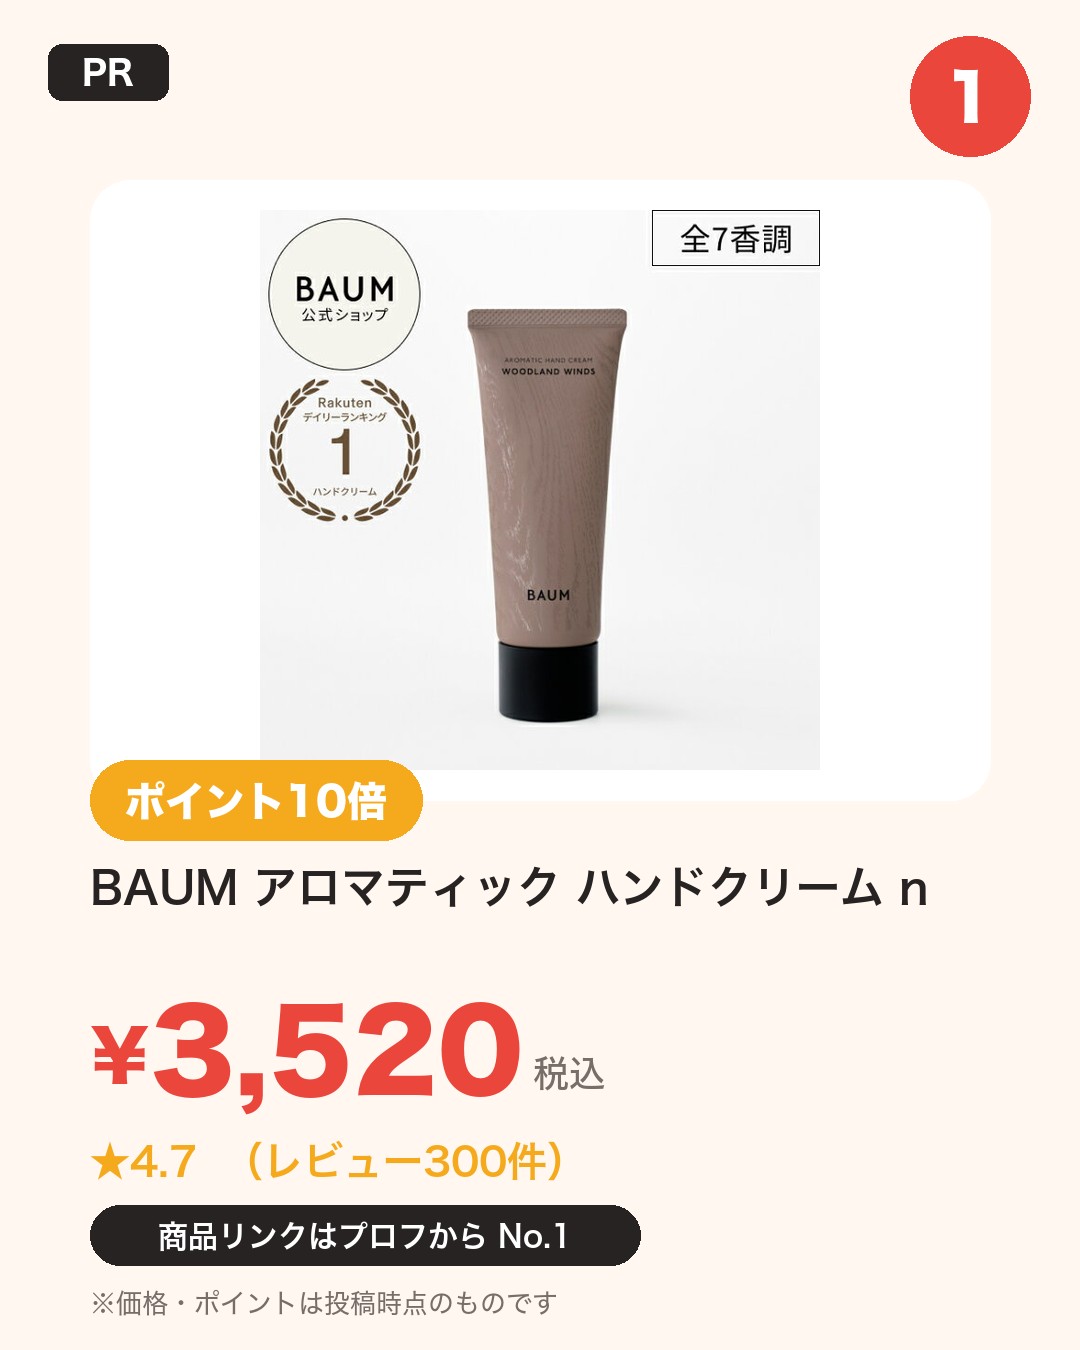 PR
1
BAUM
公式ショップ
全7香調
Rakuten
デイリーランキング
1
ハンドクリーム
AROMATIC HAND CREAM
WOODLAND WINDS
BAUM
ポイント10倍
BAUM アロマティック ハンドクリーム n
¥3,520 税込
★4.7 （レビュー300件）
商品リンクはプロフから No.1
※価格・ポイントは投稿時点のものです